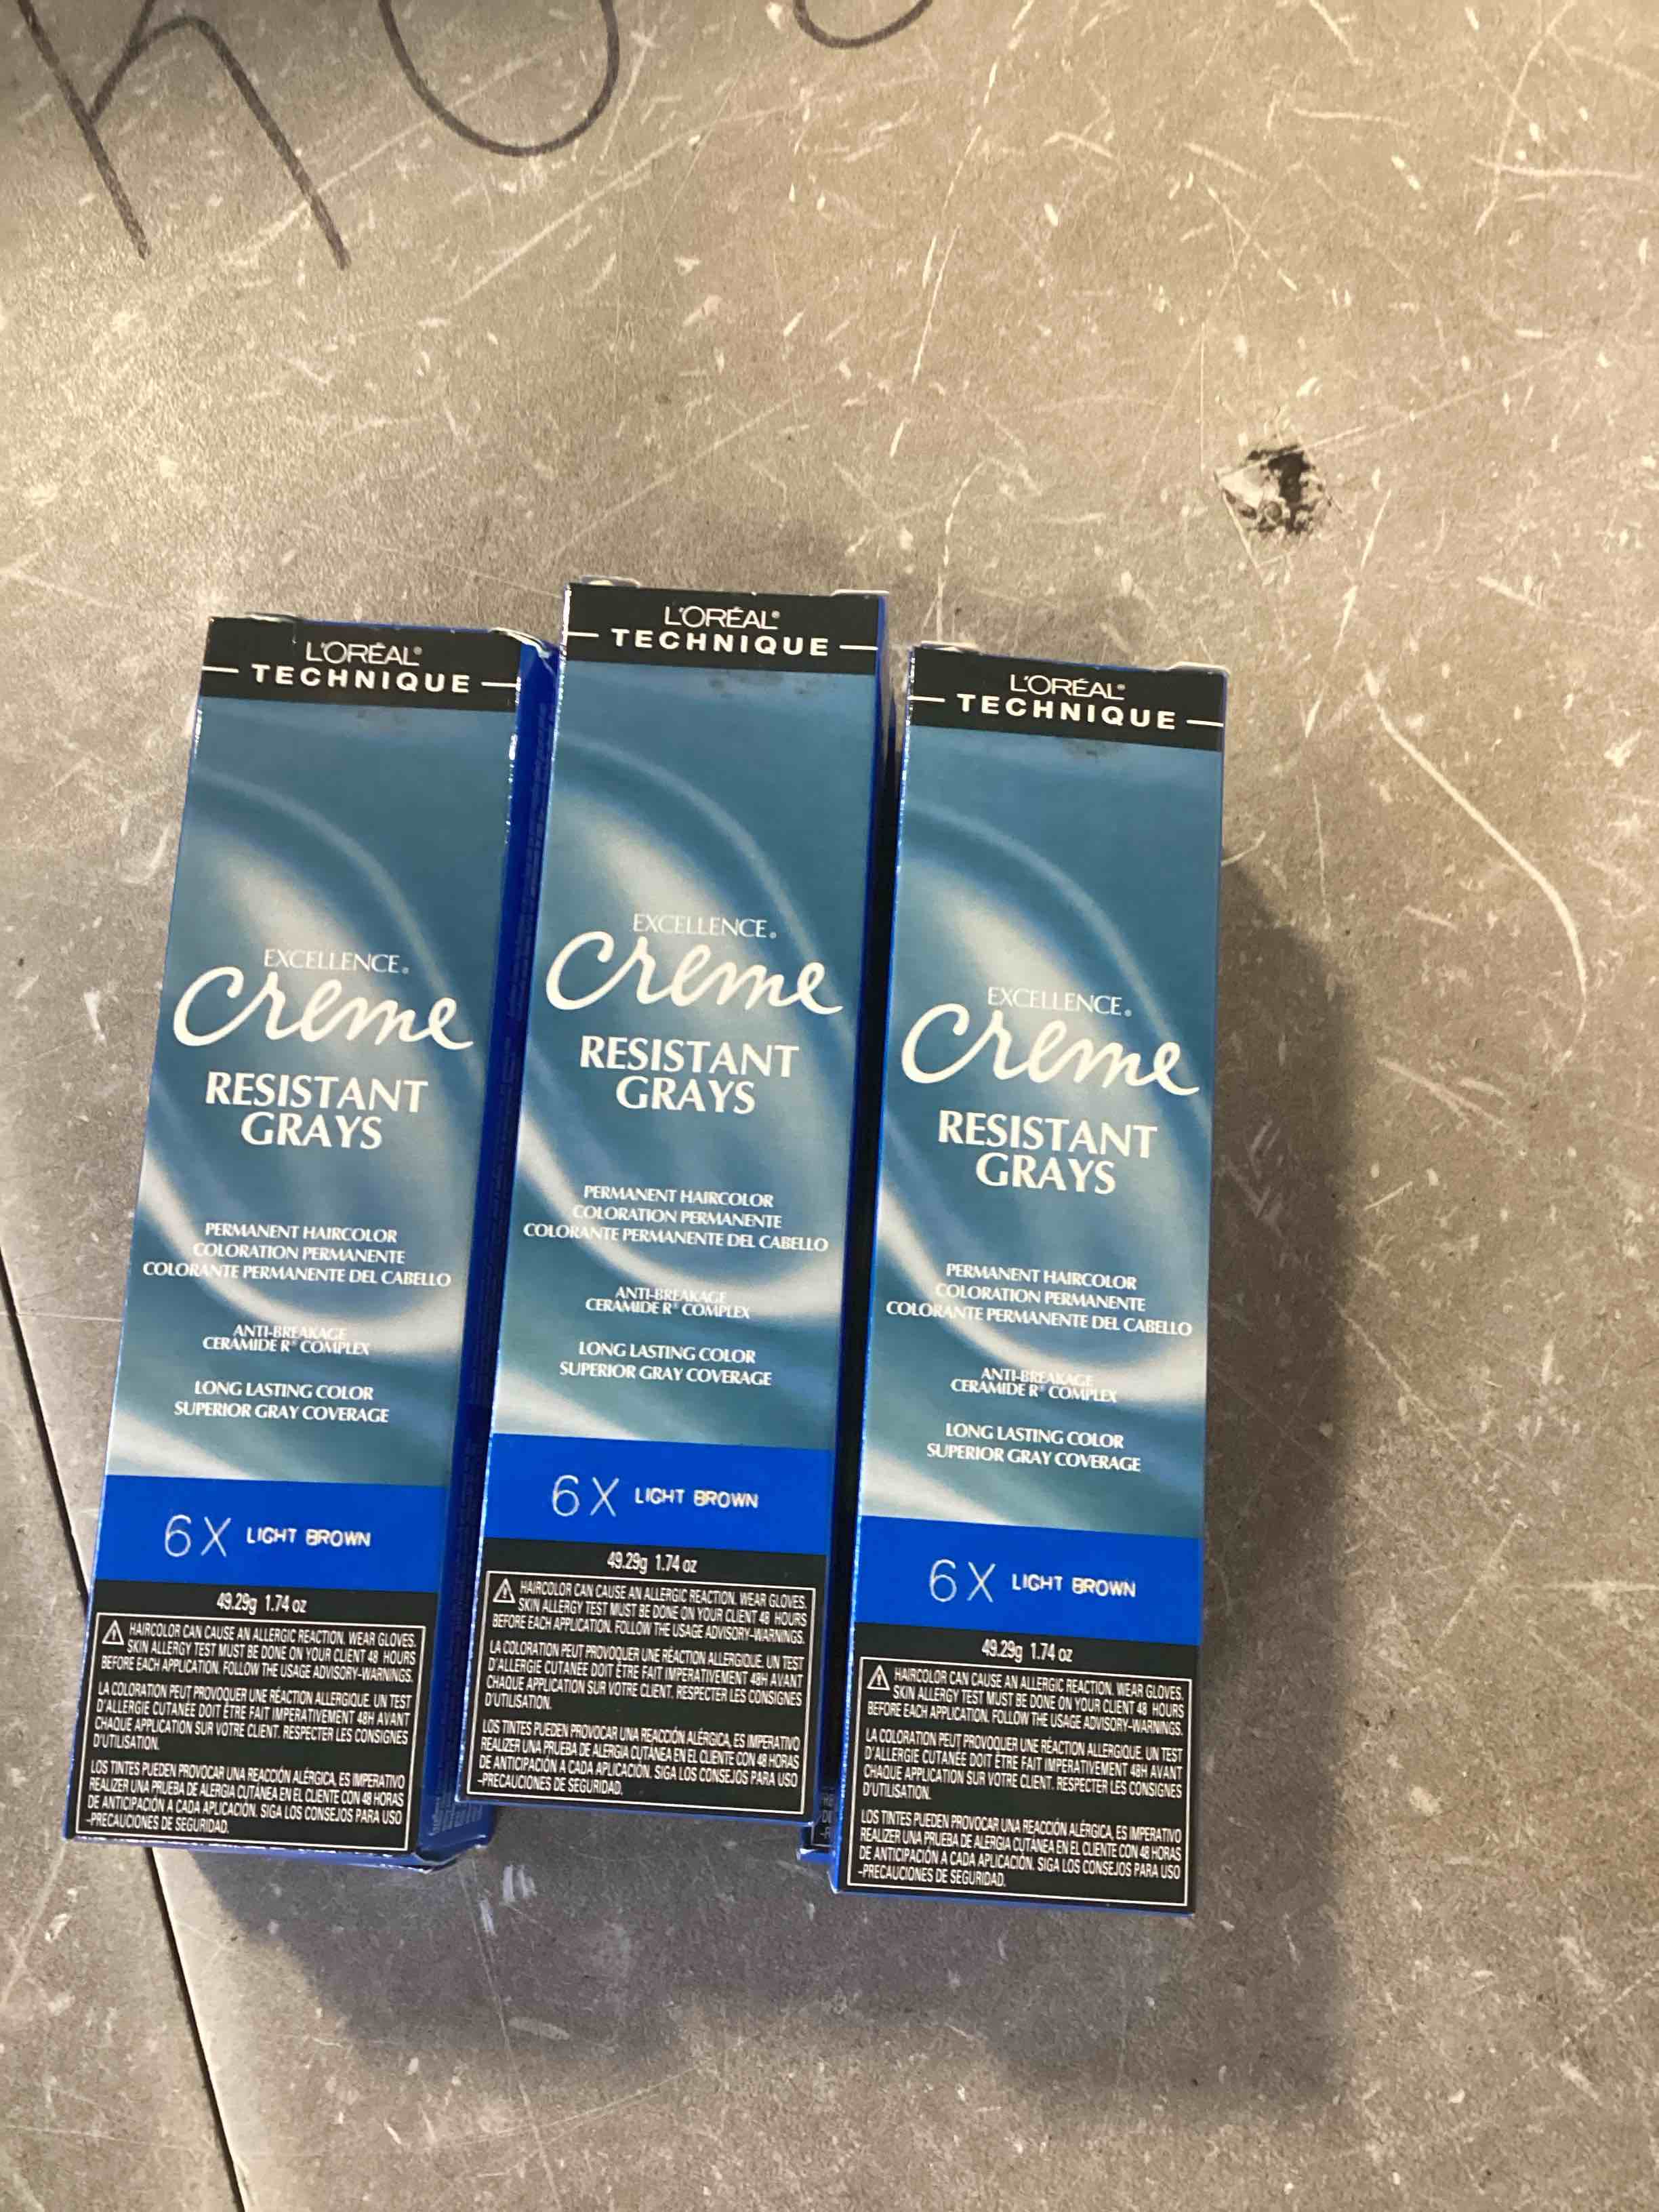 L'ORÉAL®
TECHNIQUE
EXCELLENCE®
Creme
RESISTANT
GRAYS
PERMANENT HAIRCOLOR
COLORATION PERMANENTE
COLORANTE PERMANENTE DEL CABELLO
ANTI-BREAKAGE
CERAMIDE R® COMPLEX
LONG LASTING COLOR
SUPERIOR GRAY COVERAGE
6X LIGHT BROWN
49.29g 1.74 oz
HAIRCOLOR CAN CAUSE AN ALLERGIC REACTION. WEAR GLOVES.
SKIN ALLERGY TEST MUST BE DONE ON YOUR CLIENT 48 HOURS
BEFORE EACH APPLICATION. FOLLOW THE USAGE ADVISORY-WARNINGS.
LA COLORATION PEUT PROVOQUER UNE RÉACTION ALLERGIQUE. UN TEST
D'ALLERGIE CUTANÉE DOIT ÊTRE FAIT IMPERATIVEMENT 48H AVANT
CHAQUE APPLICATION SUR VOTRE CLIENT. RESPECTER LES CONSIGNES
D'UTILISATION.
LOS TINTES PUEDEN PROVOCAR UNA REACCIÓN ALÉRGICA, ES IMPERATIVO
REALIZER UNA PRUEBA DE ALERGIA CUTÁNEA EN EL CLIENTE CON 48 HORAS
DE ANTICIPACIÓN A CADA APLICACIÓN. SIGA LOS CONSEJOS PARA USO
-PRECAUCIONES DE SEGURIDAD.
L'ORÉAL®
TECHNIQUE
EXCELLENCE®
Creme
RESISTANT
GRAYS
PERMANENT HAIRCOLOR
COLORATION PERMANENTE
COLORANTE PERMANENTE DEL CABELLO
ANTI-BREAKAGE
CERAMIDE R® COMPLEX
LONG LASTING COLOR
SUPERIOR GRAY COVERAGE
6X LIGHT BROWN
49.29g 1.74 oz
HAIRCOLOR CAN CAUSE AN ALLERGIC REACTION. WEAR GLOVES.
SKIN ALLERGY TEST MUST BE DONE ON YOUR CLIENT 48 HOURS
BEFORE EACH APPLICATION. FOLLOW THE USAGE ADVISORY-WARNINGS.
LA COLORATION PEUT PROVOQUER UNE RÉACTION ALLERGIQUE. UN TEST
D'ALLERGIE CUTANÉE DOIT ÊTRE FAIT IMPERATIVEMENT 48H AVANT
CHAQUE APPLICATION SUR VOTRE CLIENT. RESPECTER LES CONSIGNES
D'UTILISATION.
LOS TINTES PUEDEN PROVOCAR UNA REACCIÓN ALÉRGICA, ES IMPERATIVO
REALIZER UNA PRUEBA DE ALERGIA CUTÁNEA EN EL CLIENTE CON 48 HORAS
DE ANTICIPACIÓN A CADA APLICACIÓN. SIGA LOS CONSEJOS PARA USO
-PRECAUCIONES DE SEGURIDAD.
L'ORÉAL®
TECHNIQUE
EXCELLENCE®
Creme
RESISTANT
GRAYS
PERMANENT HAIRCOLOR
COLORATION PERMANENTE
COLORANTE PERMANENTE DEL CABELLO
ANTI-BREAKAGE
CERAMIDE R® COMPLEX
LONG LASTING COLOR
SUPERIOR GRAY COVERAGE
6X LIGHT BROWN
49.29g 1.74 oz
HAIRCOLOR CAN CAUSE AN ALLERGIC REACTION. WEAR GLOVES.
SKIN ALLERGY TEST MUST BE DONE ON YOUR CLIENT 48 HOURS
BEFORE EACH APPLICATION. FOLLOW THE USAGE ADVISORY-WARNINGS.
LA COLORATION PEUT PROVOQUER UNE RÉACTION ALLERGIQUE. UN TEST
D'ALLERGIE CUTANÉE DOIT ÊTRE FAIT IMPERATIVEMENT 48H AVANT
CHAQUE APPLICATION SUR VOTRE CLIENT. RESPECTER LES CONSIGNES
D'UTILISATION.
LOS TINTES PUEDEN PROVOCAR UNA REACCIÓN ALÉRGICA, ES IMPERATIVO
REALIZER UNA PRUEBA DE ALERGIA CUTÁNEA EN EL CLIENTE CON 48 HORAS
DE ANTICIPACIÓN A CADA APLICACIÓN. SIGA LOS CONSEJOS PARA USO
-PRECAUCIONES DE SEGURIDAD.